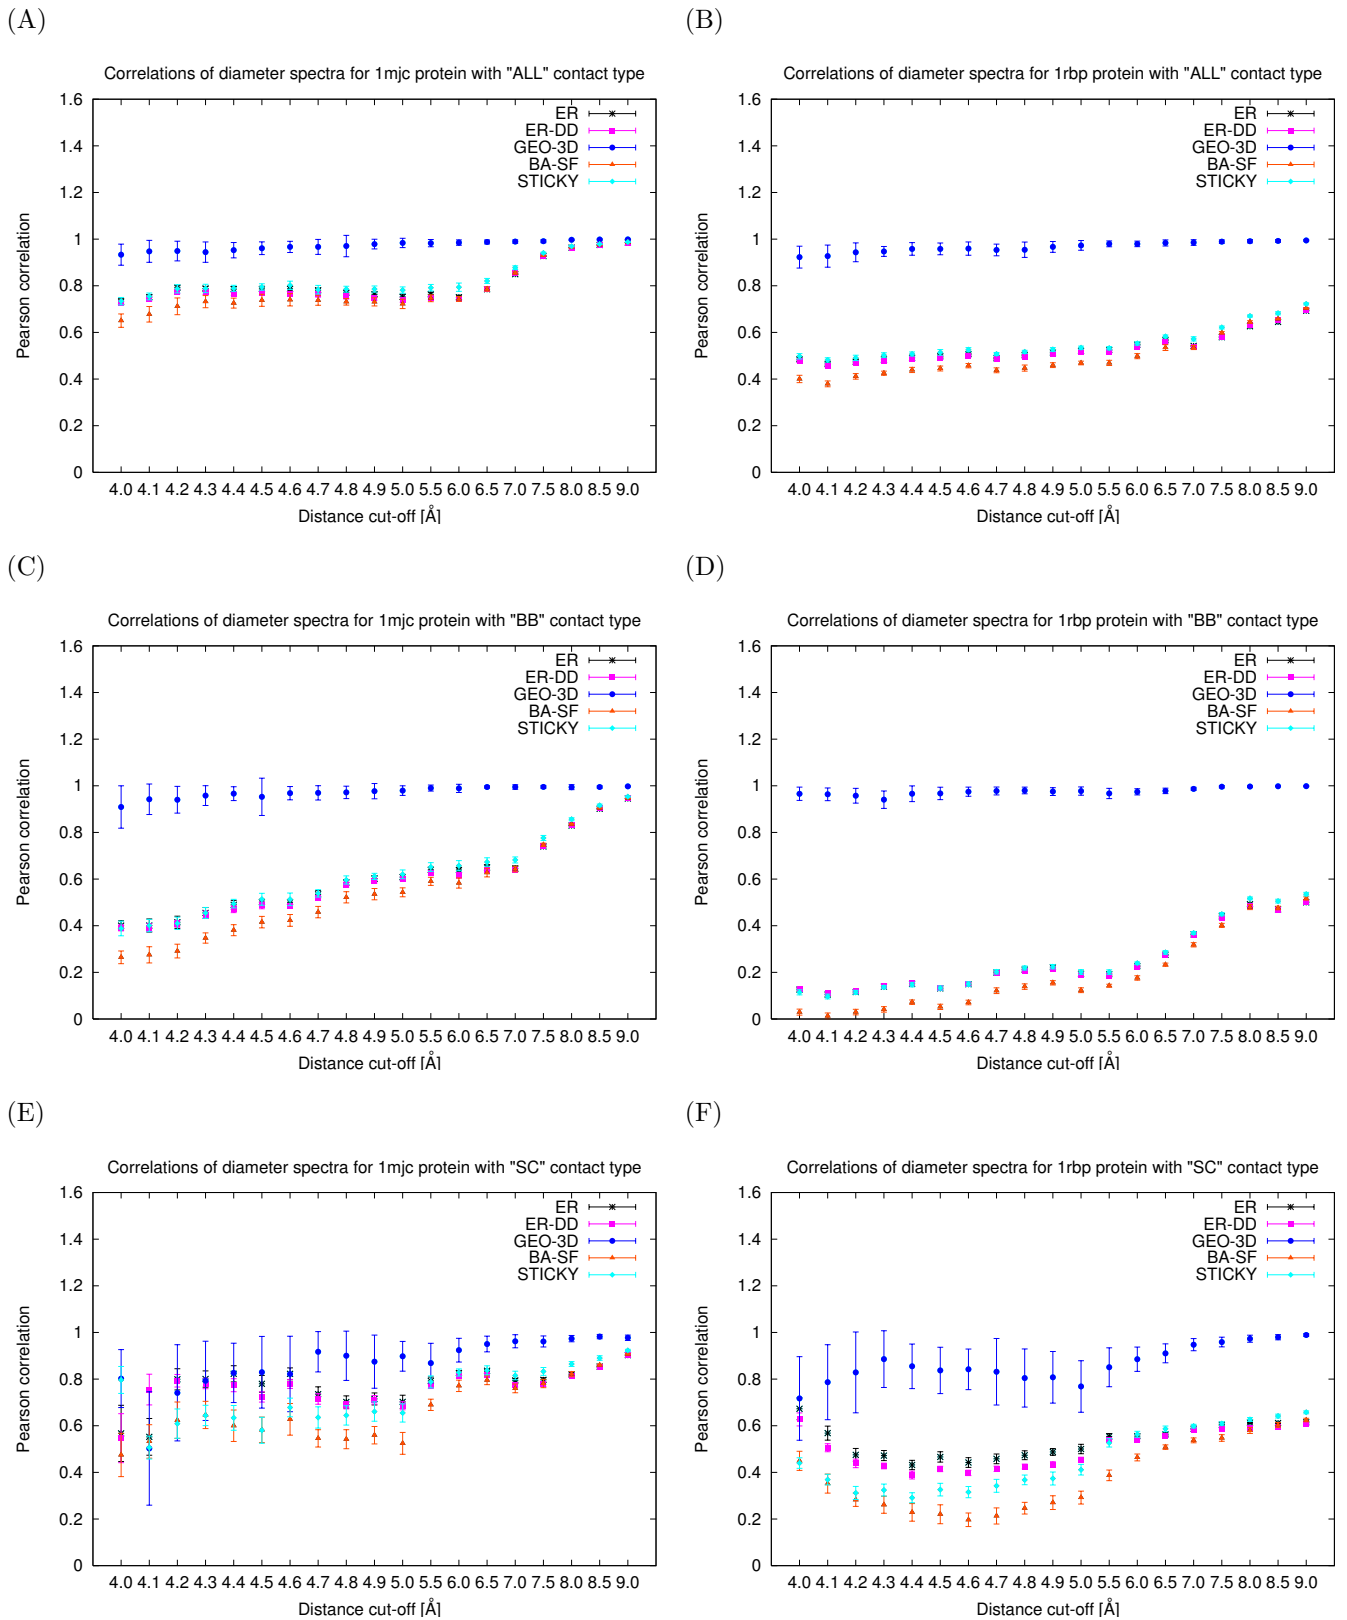 (A)
Correlations of diameter spectra for 1mjc protein with "ALL" contact type
1.6
1.4
1.2
1
0.8
0.6
0.4
0.2
0
Pearson correlation
ER
ER-DD
GEO-3D
BA-SF
STICKY
4.0 4.1 4.2 4.3 4.4 4.5 4.6 4.7 4.8 4.9 5.0 5.5 6.0 6.5 7.0 7.5 8.0 8.5 9.0
Distance cut-off [Å]
(B)
Correlations of diameter spectra for 1rbp protein with "ALL" contact type
1.6
1.4
1.2
1
0.8
0.6
0.4
0.2
0
Pearson correlation
ER
ER-DD
GEO-3D
BA-SF
STICKY
4.0 4.1 4.2 4.3 4.4 4.5 4.6 4.7 4.8 4.9 5.0 5.5 6.0 6.5 7.0 7.5 8.0 8.5 9.0
Distance cut-off [Å]
(C)
Correlations of diameter spectra for 1mjc protein with "BB" contact type
1.6
1.4
1.2
1
0.8
0.6
0.4
0.2
0
Pearson correlation
ER
ER-DD
GEO-3D
BA-SF
STICKY
4.0 4.1 4.2 4.3 4.4 4.5 4.6 4.7 4.8 4.9 5.0 5.5 6.0 6.5 7.0 7.5 8.0 8.5 9.0
Distance cut-off [Å]
(D)
Correlations of diameter spectra for 1rbp protein with "BB" contact type
1.6
1.4
1.2
1
0.8
0.6
0.4
0.2
0
Pearson correlation
ER
ER-DD
GEO-3D
BA-SF
STICKY
4.0 4.1 4.2 4.3 4.4 4.5 4.6 4.7 4.8 4.9 5.0 5.5 6.0 6.5 7.0 7.5 8.0 8.5 9.0
Distance cut-off [Å]
(E)
Correlations of diameter spectra for 1mjc protein with "SC" contact type
1.6
1.4
1.2
1
0.8
0.6
0.4
0.2
0
Pearson correlation
ER
ER-DD
GEO-3D
BA-SF
STICKY
4.0 4.1 4.2 4.3 4.4 4.5 4.6 4.7 4.8 4.9 5.0 5.5 6.0 6.5 7.0 7.5 8.0 8.5 9.0
Distance cut-off [Å]
(F)
Correlations of diameter spectra for 1rbp protein with "SC" contact type
1.6
1.4
1.2
1
0.8
0.6
0.4
0.2
0
Pearson correlation
ER
ER-DD
GEO-3D
BA-SF
STICKY
4.0 4.1 4.2 4.3 4.4 4.5 4.6 4.7 4.8 4.9 5.0 5.5 6.0 6.5 7.0 7.5 8.0 8.5 9.0
Distance cut-off [Å]